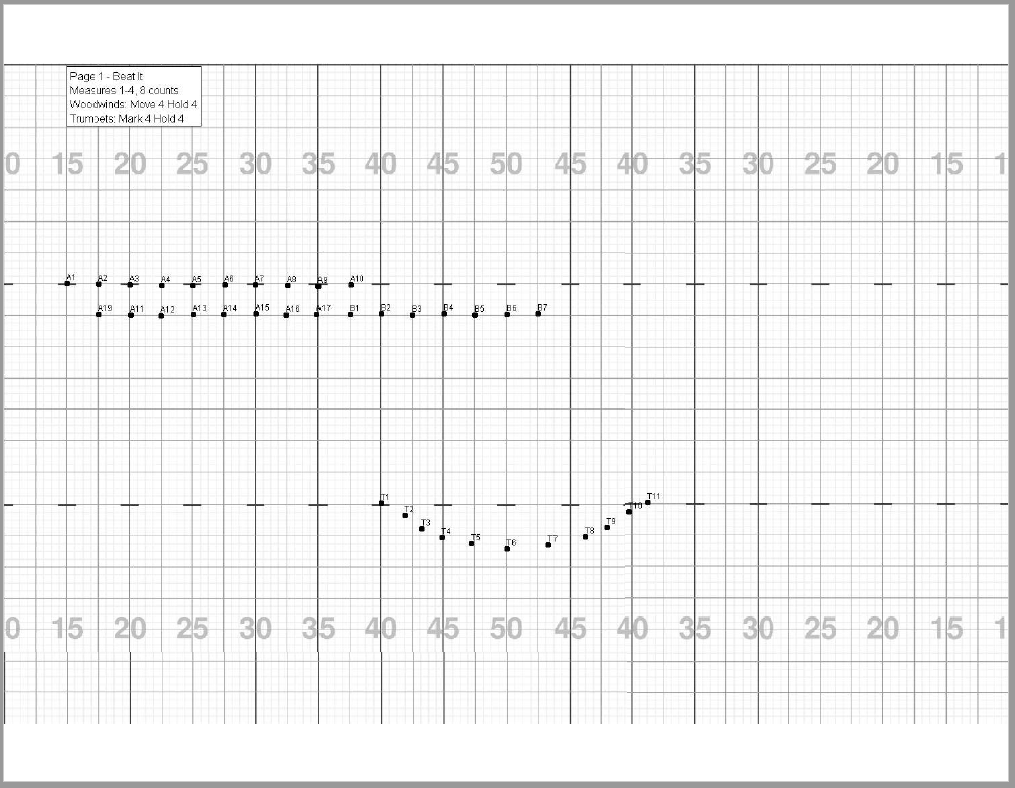 Page 1 - Beat It
Measures 1-4, 8 counts
Woodwinds: Move 4 Hold 4
Trumpets: Mark 4 Hold 4
0 15 20 25 30 35 40 45 50 45 40 35 30 25 20 15 1
A1 A2 A3 A4 A5 A6 A7 A8 A9 A10
A19 A11 A12 A13 A14 A15 A16 A17 B1 B2 B3 B4 B5 B6 B7
T1 T2 T3 T4 T5 T6 T7 T8 T9 T10 T11
0 15 20 25 30 35 40 45 50 45 40 35 30 25 20 15 1